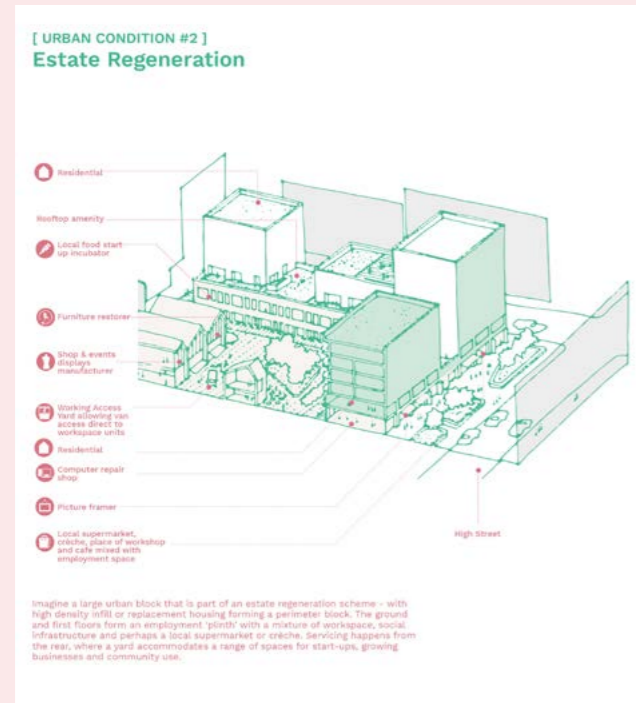 [ URBAN CONDITION #2 ]
Estate Regeneration
Residential
Rooftop amenity
Local food start
up incubator
Furniture restorer
Shop & events
displays
manufacturer
Working Access
Yard allowing van
access direct to
workspace units
Residential
Computer repair
shop
Picture framer
Local supermarket,
crèche, place of workshop
and cafe mixed with
employment space
High Street
Imagine a large urban block that is part of an estate regeneration scheme - with
high density infill or replacement housing forming a perimeter block. The ground
and first floors form an employment 'plinth' with a mixture of workspace, social
infrastructure and perhaps a local supermarket or crèche. Servicing happens from
the rear, where a yard accommodates a range of spaces for start-ups, growing
businesses and community use.